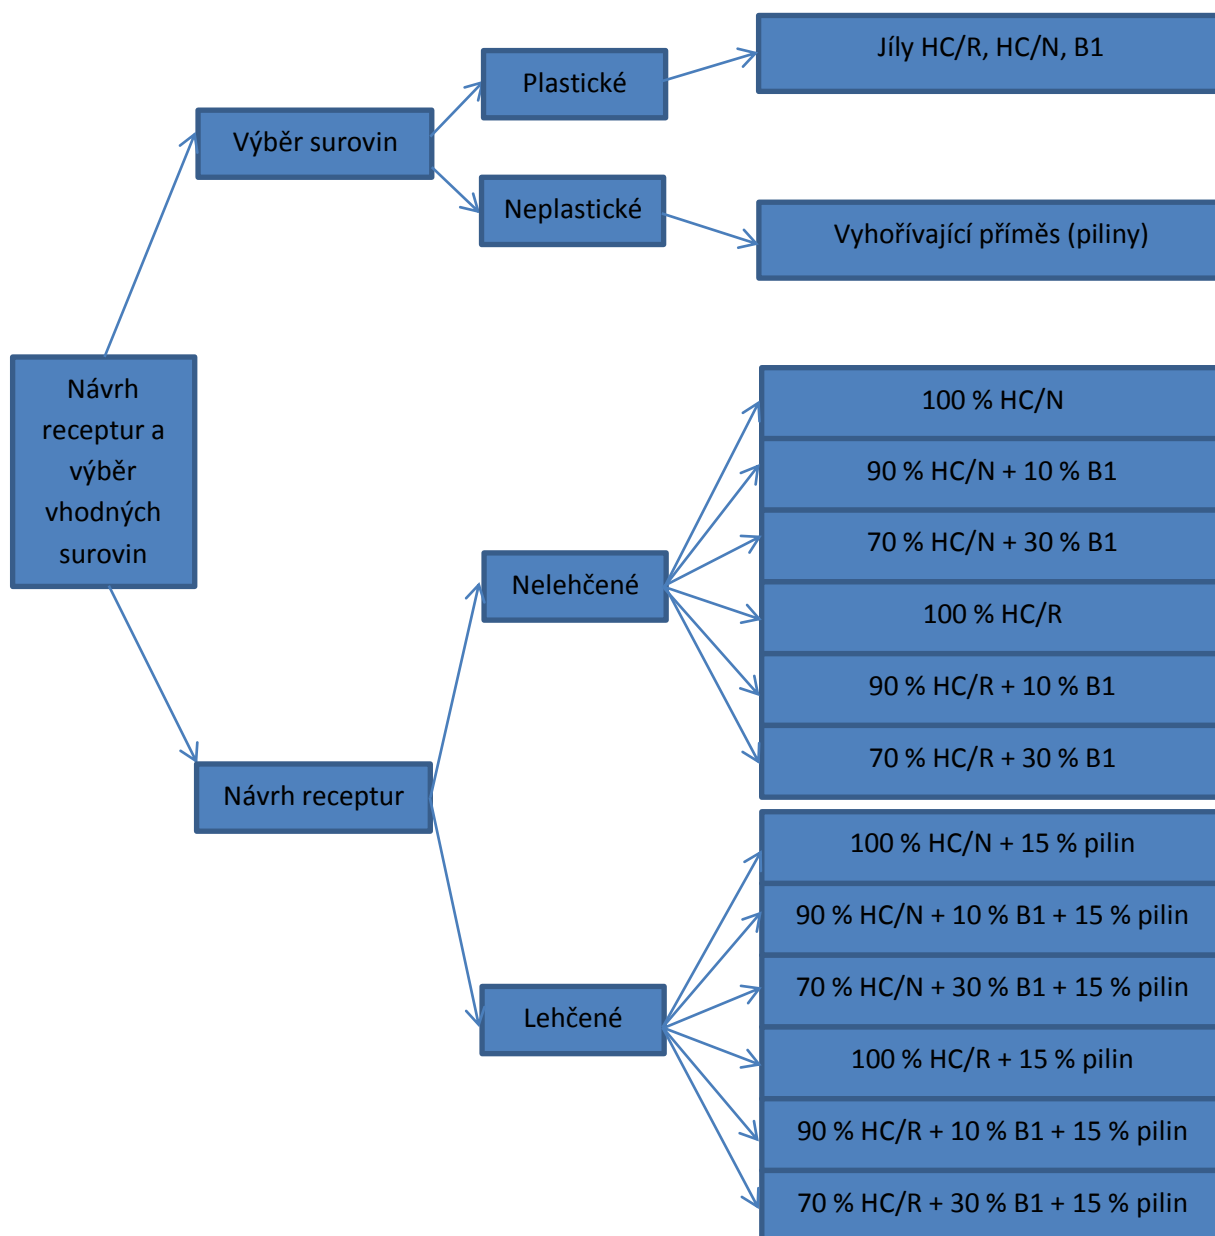 Jíly HC/R, HC/N, B1
Plastické
Výběr surovin
Neplastické
Vyhořívající příměs (piliny)
Návrh
receptur a
výběr
vhodných
surovin
100 % HC/N
90 % HC/N + 10 % B1
70 % HC/N + 30 % B1
Nelehčené
100 % HC/R
90 % HC/R + 10 % B1
70 % HC/R + 30 % B1
Návrh receptur
100 % HC/N + 15 % pilin
90 % HC/N + 10 % B1 + 15 % pilin
70 % HC/N + 30 % B1 + 15 % pilin
Lehčené
100 % HC/R + 15 % pilin
90 % HC/R + 10 % B1 + 15 % pilin
70 % HC/R + 30 % B1 + 15 % pilin